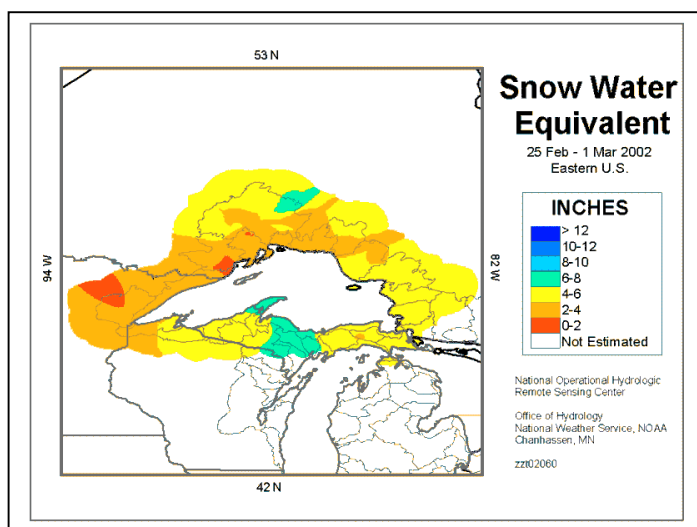 53 N
94 W
82 W
42 N
Snow Water
Equivalent
25 Feb - 1 Mar 2002
Eastern U.S.
INCHES
> 12
10-12
8-10
6-8
4-6
2-4
0-2
Not Estimated
National Operational Hydrologic
Remote Sensing Center
Office of Hydrology
National Weather Service, NOAA
Chanhassen, MN
zzt02060